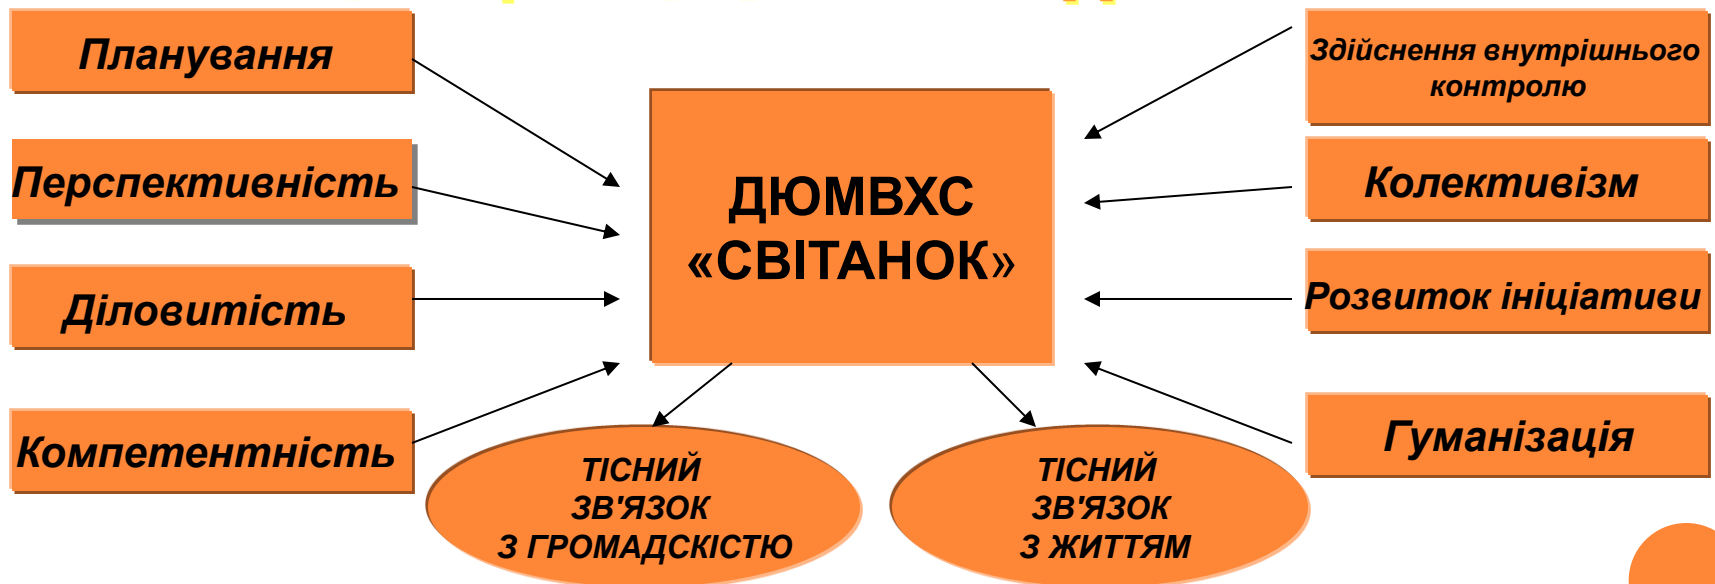 Планування
Перспективність
Діловитість
Компетентність
ДЮМВХС
«СВІТАНОК»
Здійснення внутрішнього
контролю
Колективізм
Розвиток ініціативи
Гуманізація
ТІСНИЙ
ЗВ'ЯЗОК
З ГРОМАДСКІСТЮ
ТІСНИЙ
ЗВ'ЯЗОК
З ЖИТТЯМ